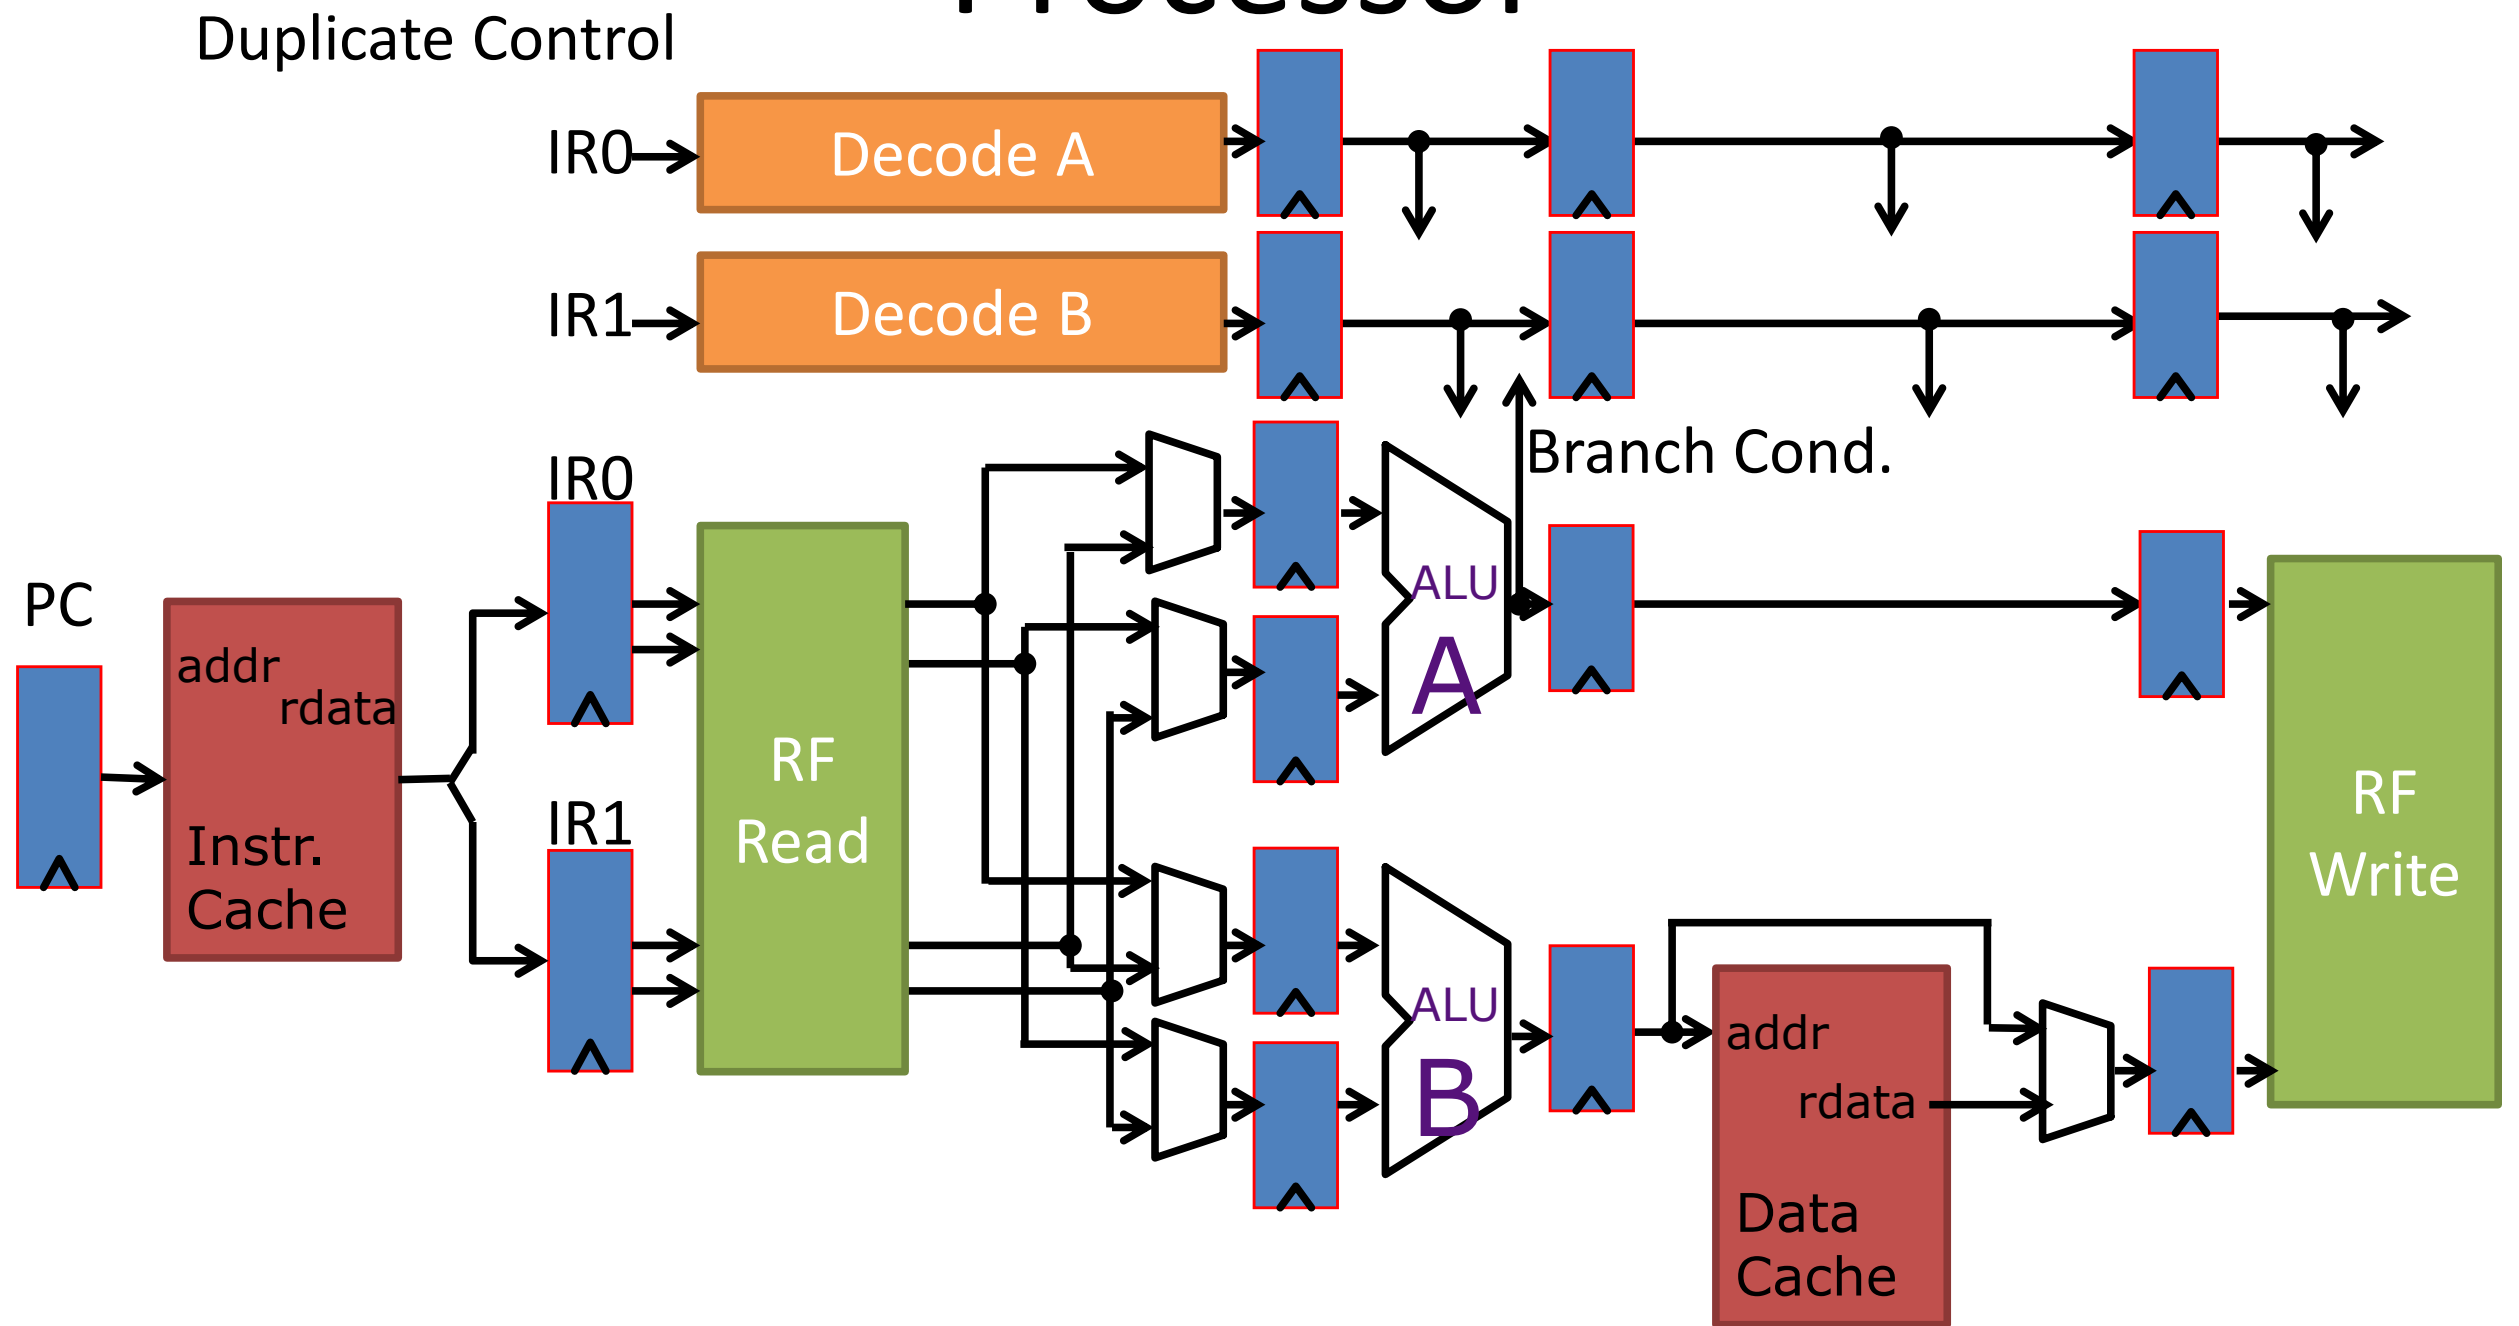 Duplicate Control
IR0
Decode A
IR1
Decode B
Branch Cond.
IR0
PC
addr
rdata
Instr.
Cache
IR1
RF
Read
ALU
A
ALU
B
addr
rdata
Data
Cache
RF
Write